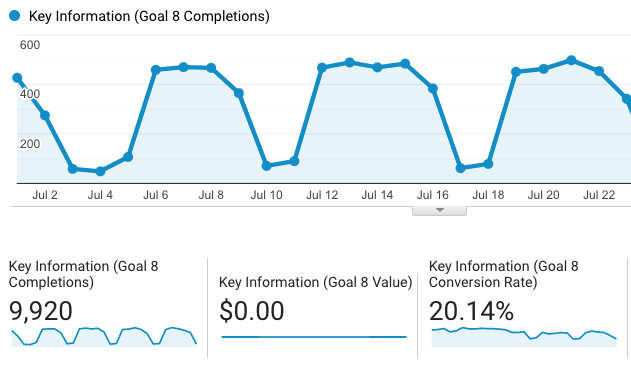 Key Information (Goal 8 Completions)
600
400
200
Jul 2 Jul 4 Jul 6 Jul 8 Jul 10 Jul 12 Jul 14 Jul 16 Jul 18 Jul 20 Jul 22
Key Information (Goal 8
Completions)
9,920
Key Information (Goal 8 Value)
$0.00
Key Information (Goal 8
Conversion Rate)
20.14%